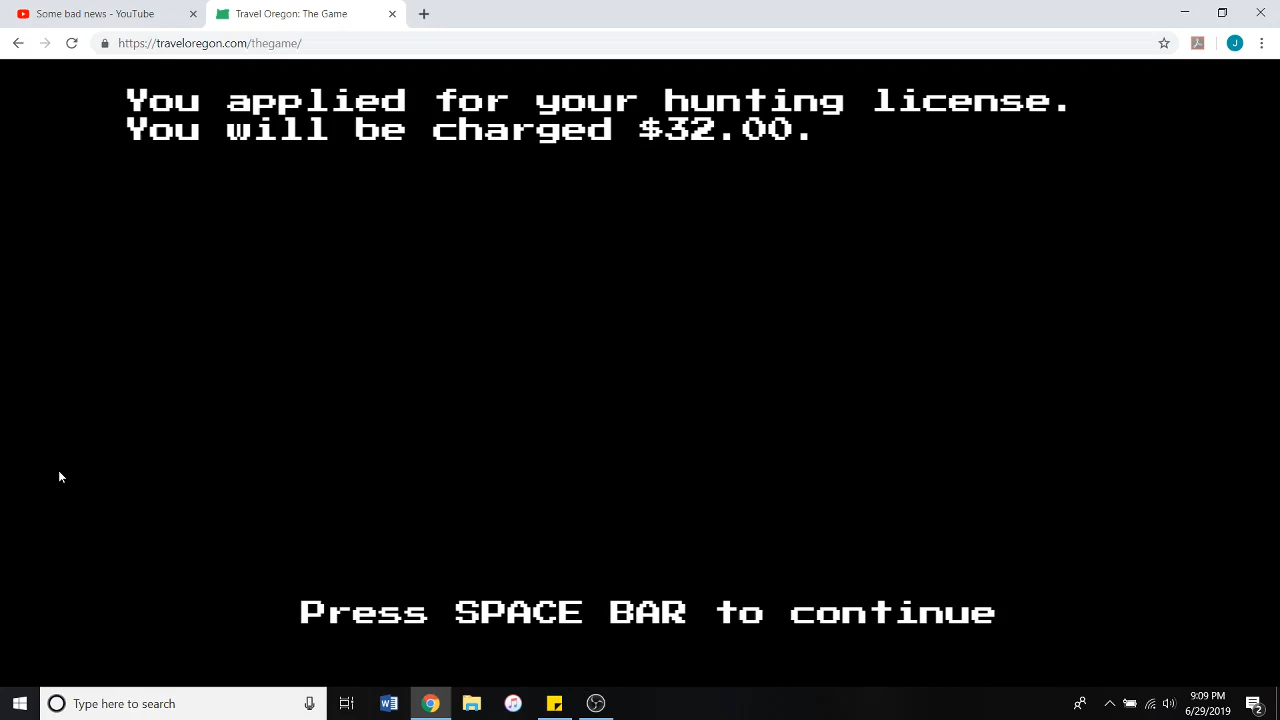 Some bad news - YouTube
Travel Oregon: The Game
https://traveloregon.com/thegame/
J
You applied for your hunting license.
You will be charged $32.00.
Press SPACE BAR to continue
Type here to search
9:09 PM
6/29/2019
2